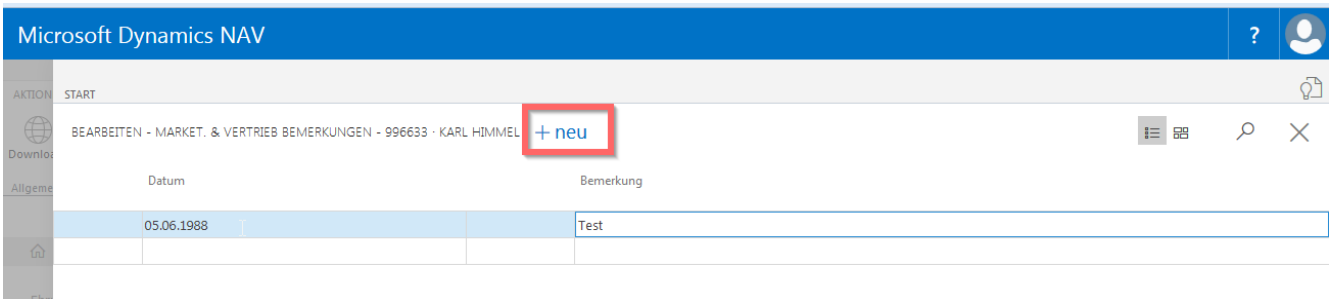 Microsoft Dynamics NAV ?
AKTION START
BEARBEITEN - MARKET. & VERTRIEB BEMERKUNGEN - 996633 · KARL HIMMEL + neu
Downloa
Allgeme Datum Bemerkung
05.06.1988 Test